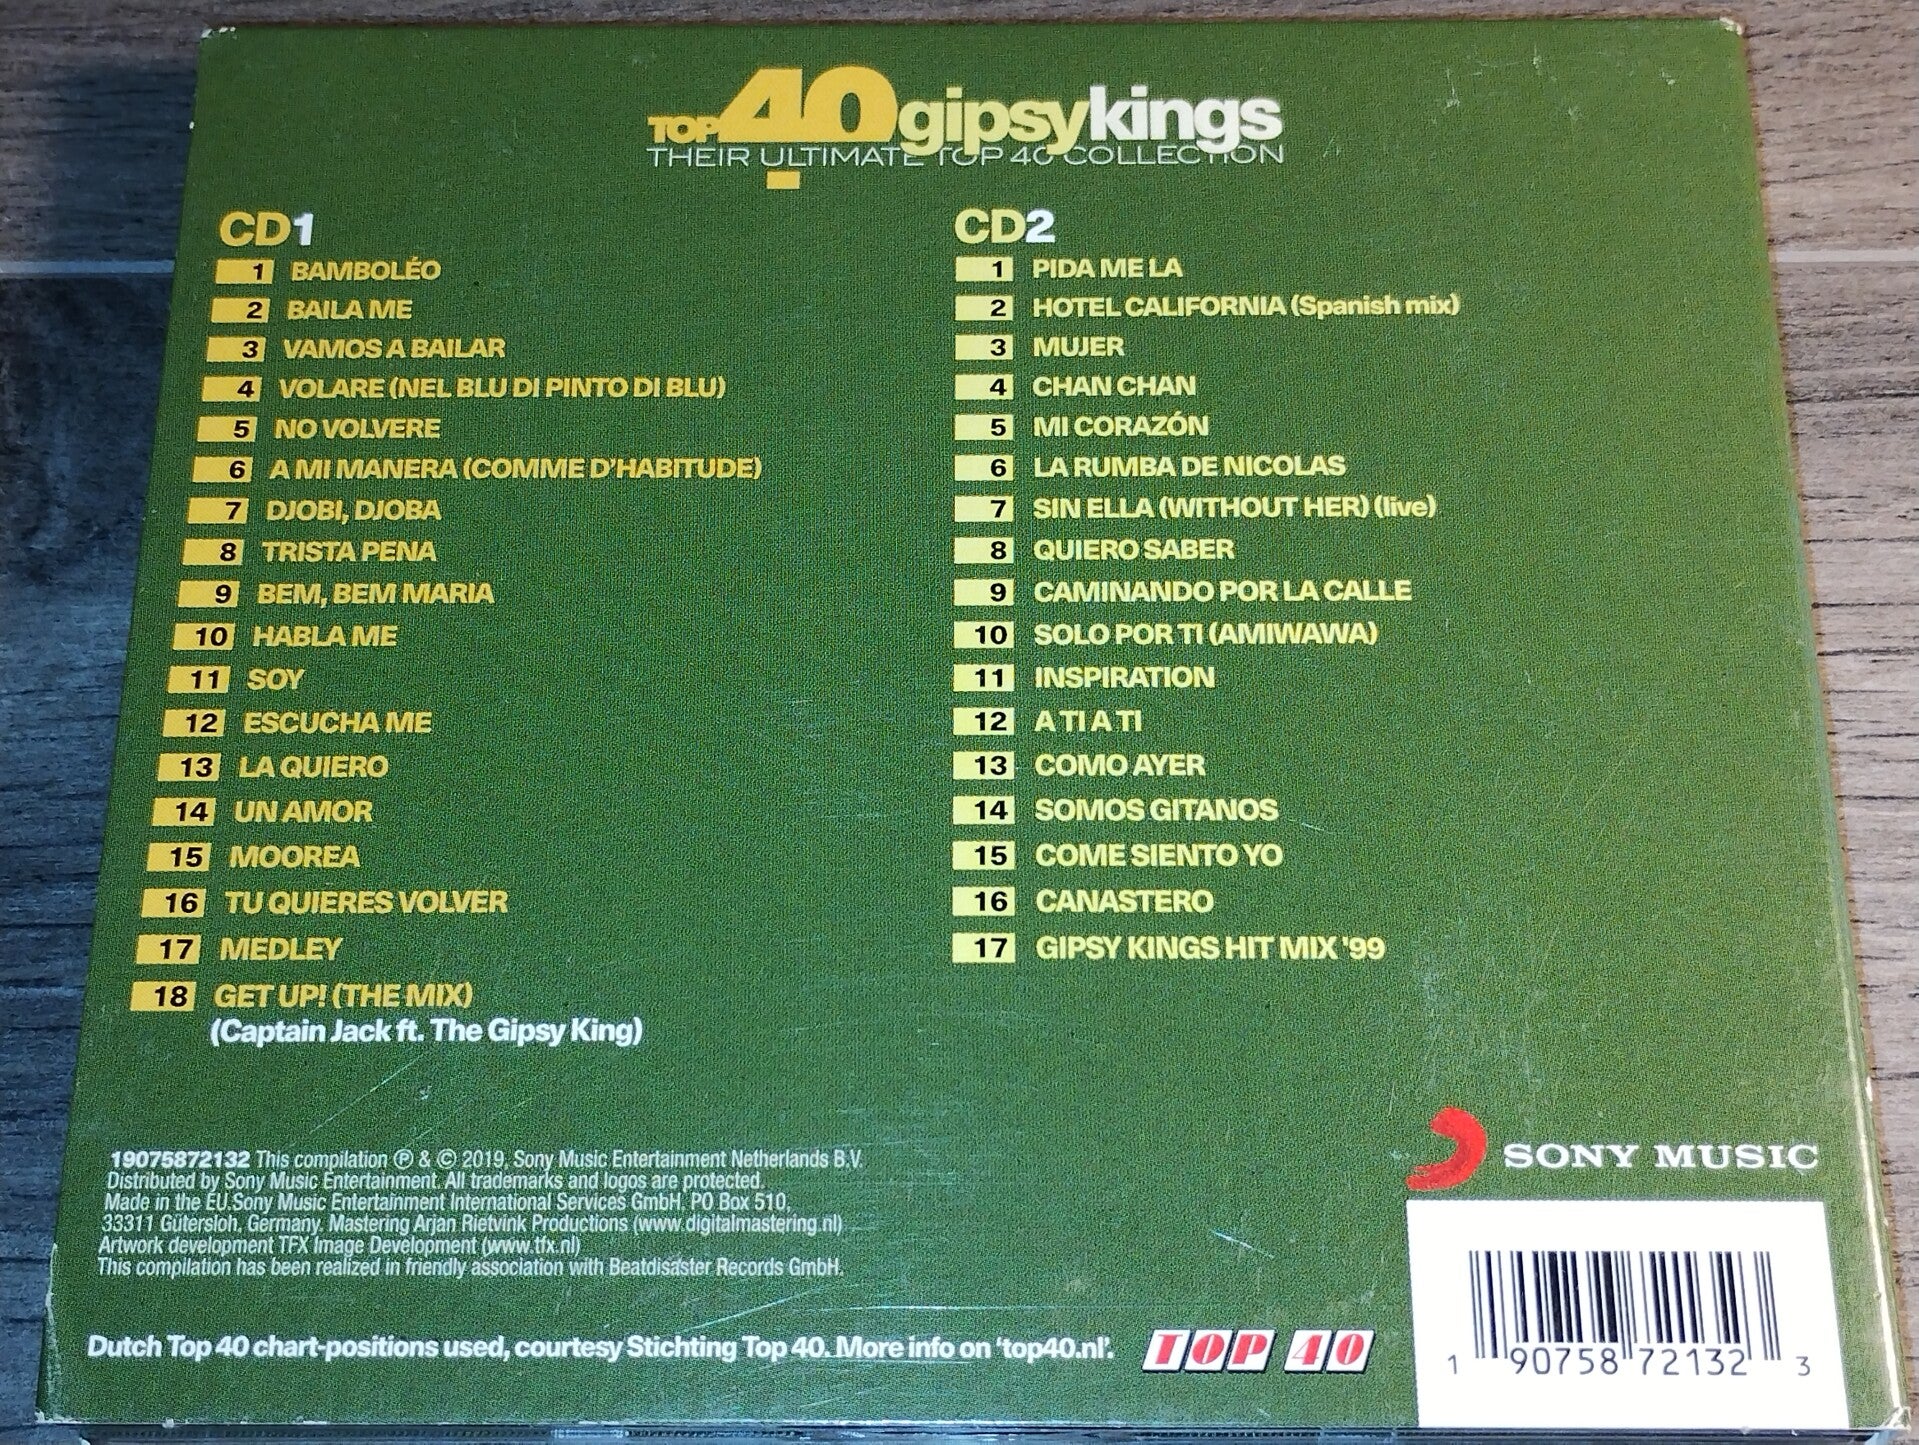 TOP 40 gipsykings
THEIR ULTIMATE TOP 40 COLLECTION
CD1
1 BAMBOLÉO
2 BAILA ME
3 VAMOS A BAILAR
4 VOLARE (NEL BLU DI PINTO DI BLU)
5 NO VOLVERE
6 A MI MANERA (COMME D'HABITUDE)
7 DJOBI, DJOBA
8 TRISTA PENA
9 BEM, BEM MARIA
10 HABLA ME
11 SOY
12 ESCUCHA ME
13 LA QUIERO
14 UN AMOR
15 MOOREA
16 TU QUIERES VOLVER
17 MEDLEY
18 GET UP! (THE MIX)
(Captain Jack ft. The Gipsy King)
CD2
1 PIDA ME LA
2 HOTEL CALIFORNIA (Spanish mix)
3 MUJER
4 CHAN CHAN
5 MI CORAZÓN
6 LA RUMBA DE NICOLAS
7 SIN ELLA (WITHOUT HER) (live)
8 QUIERO SABER
9 CAMINANDO POR LA CALLE
10 SOLO POR TI (AMIWAWA)
11 INSPIRATION
12 A TI A TI
13 COMO AYER
14 SOMOS GITANOS
15 COME SIENTO YO
16 CANASTERO
17 GIPSY KINGS HIT MIX '99
19075872132 This compilation ℗ & © 2019, Sony Music Entertainment Netherlands B.V.
Distributed by Sony Music Entertainment. All trademarks and logos are protected.
Made in the EU.Sony Music Entertainment International Services GmbH, PO Box 510,
33311 Gütersloh, Germany. Mastering Arjan Rietvink Productions (www.digitalmastering.nl)
Artwork development TFX Image Development (www.tfx.nl)
This compilation has been realized in friendly association with Beatdisaster Records GmbH.
Dutch Top 40 chart-positions used, courtesy Stichting Top 40. More info on 'top40.nl'.
TOP 40
SONY MUSIC
1 90758 72132 3